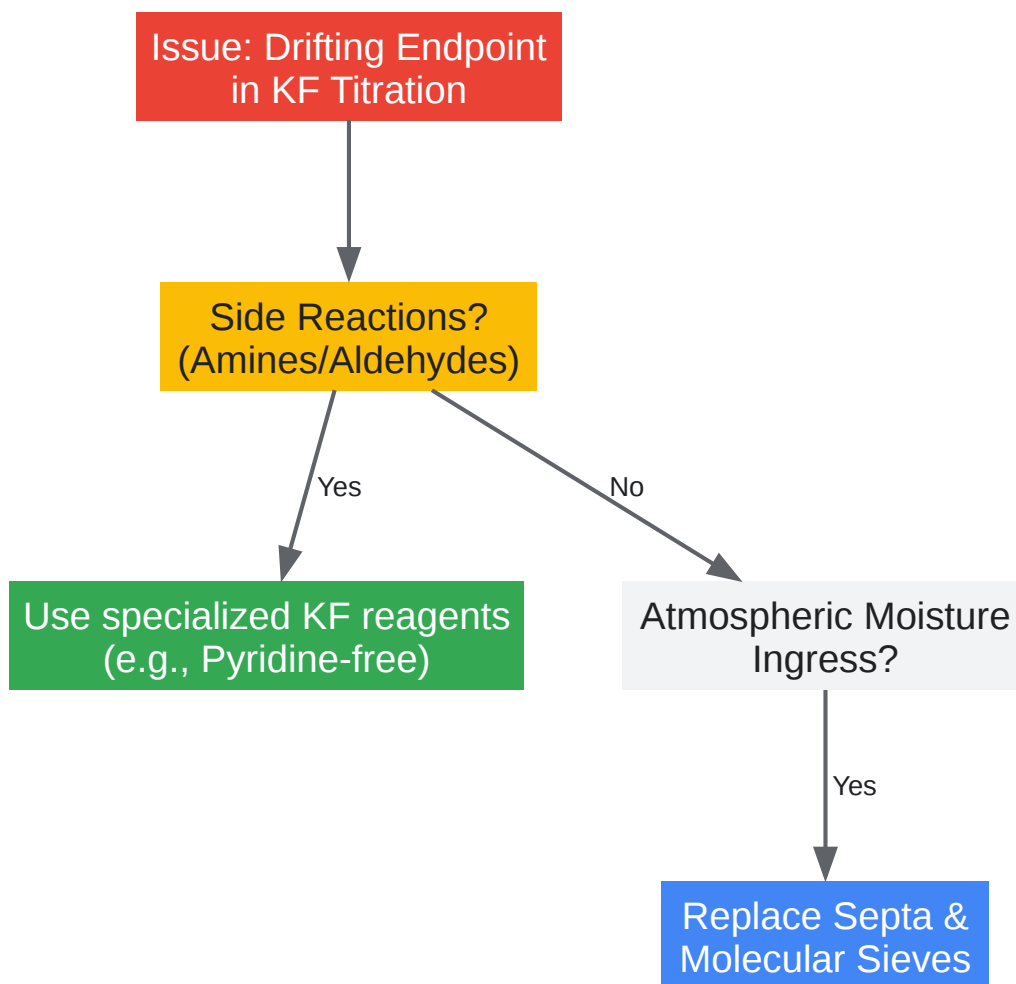 Issue: Drifting Endpoint
in KF Titration
Side Reactions?
(Amines/Aldehydes)
Yes
No
Use specialized KF reagents
(e.g., Pyridine-free)
Atmospheric Moisture
Ingress?
Yes
Replace Septa &
Molecular Sieves